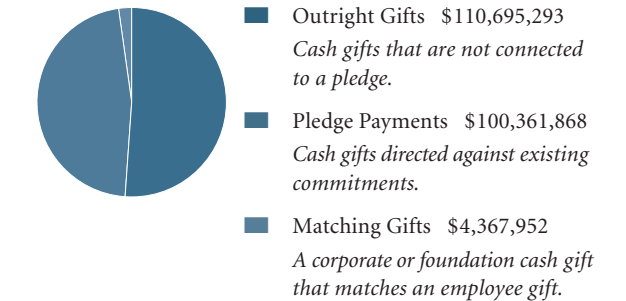 Outright Gifts $110,695,293
Cash gifts that are not connected
to a pledge.
Pledge Payments $100,361,868
Cash gifts directed against existing
commitments.
Matching Gifts $4,367,952
A corporate or foundation cash gift
that matches an employee gift.